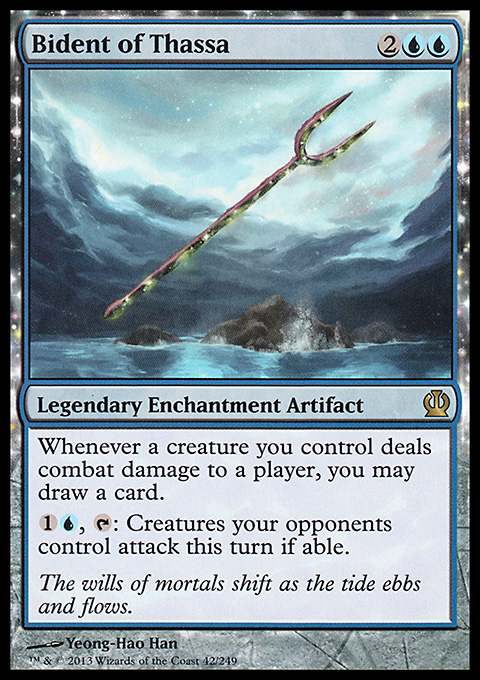 Bident of Thassa 2
Legendary Enchantment Artifact
Whenever a creature you control deals
combat damage to a player, you may
draw a card.
1, : Creatures your opponents
control attack this turn if able.
The wills of mortals shift as the tide ebbs
and flows.
Yeong-Hao Han
™ & © 2013 Wizards of the Coast 42/249